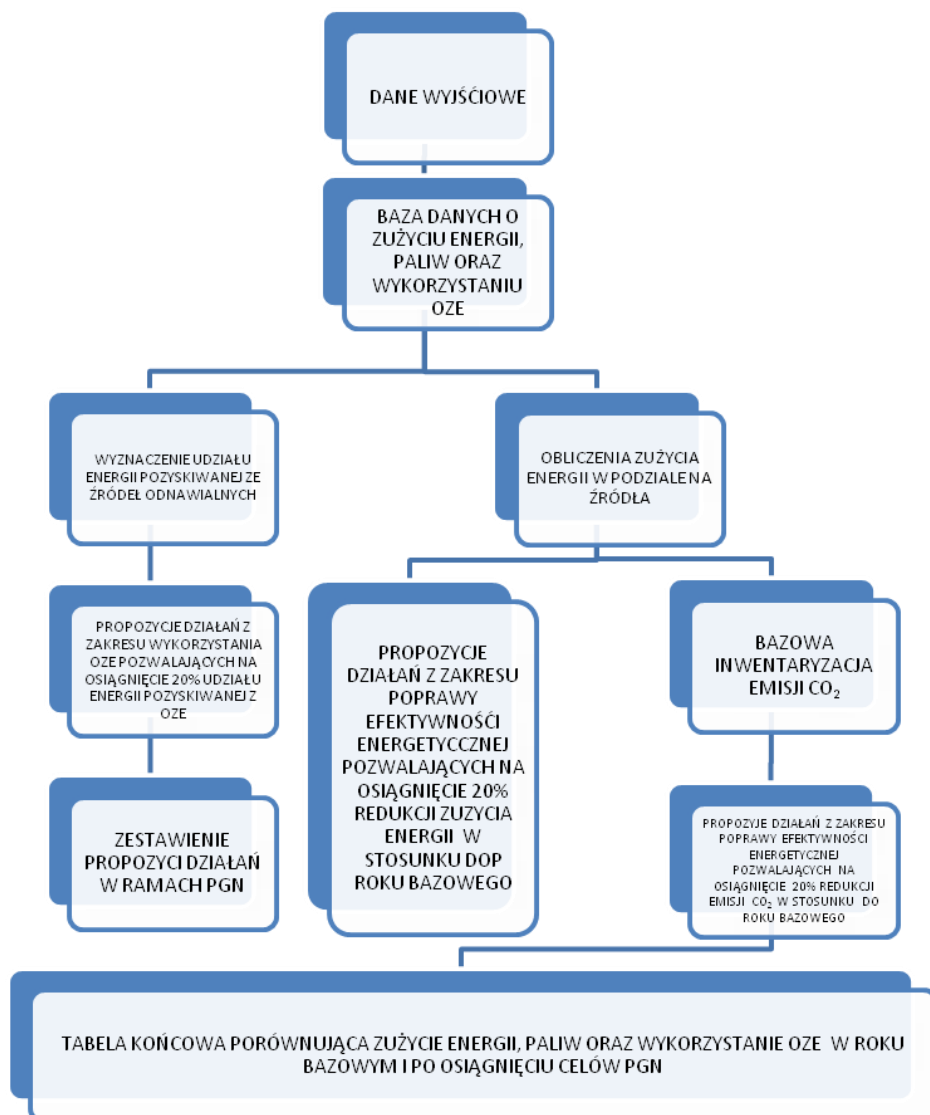 DANE WYJŚĆIOWE
BAZA DANYCH O
ZUŻYCIU ENERGII,
PALIW ORAZ
WYKORZYSTANIU
OZE
WYZNACZENIE UDZIAŁU
ENERGII POZYSKIWANEJ ZE
ŹRÓDEŁ ODNAWIALNYCH
OBLICZENIA ZUŻYCIA
ENERGII W PODZIALE NA
ŹRÓDŁA
PROPOZYCJE DZIAŁAŃ Z
ZAKRESU WYKORZYSTANIA
OZE POZWALAJĄCYCH NA
OSIĄGNIĘCIE 20% UDZIAŁU
ENERGII POZYSKIWANEJ Z
OZE
PROPOZYCJE
DZIAŁAŃ Z ZAKRESU
POPRAWY
EFEKTYWNOŚĆI
ENERGETYCCZNEJ
POZWALAJĄCYCH NA
OSIĄGNIĘCIE 20%
REDUKCJI ZUZYCIA
ENERGII W
STOSUNKU DOP
ROKU BAZOWEGO
BAZOWA
INWENTARYZACJA
EMISJI CO₂
ZESTAWIENIE
PROPOZYCI DZIAŁAŃ
W RAMACH PGN
PROPOZYJE DZIAŁAŃ Z ZAKRESU
POPRAWY EFEKTYWNOŚCI
ENERGETYCZNEJ
POZWALAJĄCYCH NA
OSIĄGNIĘCIE 20% REDUKCJI
EMISJI CO₂ W STOSUNKU DO
ROKU BAZOWEGO
TABELA KOŃCOWA PORÓWNUJĄCA ZUŻYCIE ENERGII, PALIW ORAZ WYKORZYSTANIE OZE W ROKU
BAZOWYM I PO OSIĄGNIĘCIU CELÓW PGN